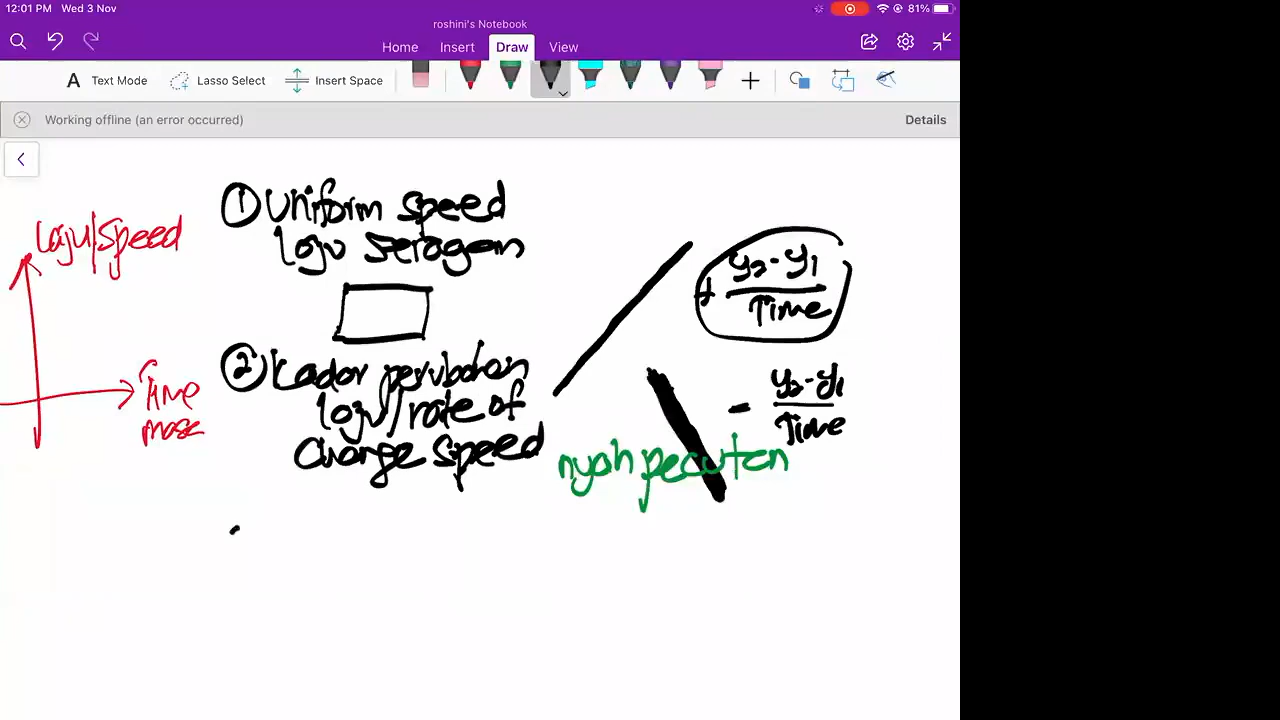 12:01 PM Wed 3 Nov
81%
roshini's Notebook
Home Insert Draw View
Text Mode Lasso Select Insert Space
Working offline (an error occurred) Details
Laju/speed
Time
masa
① Uniform speed
laju seragam
② Kadar perubahan
laju/rate of
change speed
+ y2 - y1
Time
- y2 - y1
Time
nyah pecutan